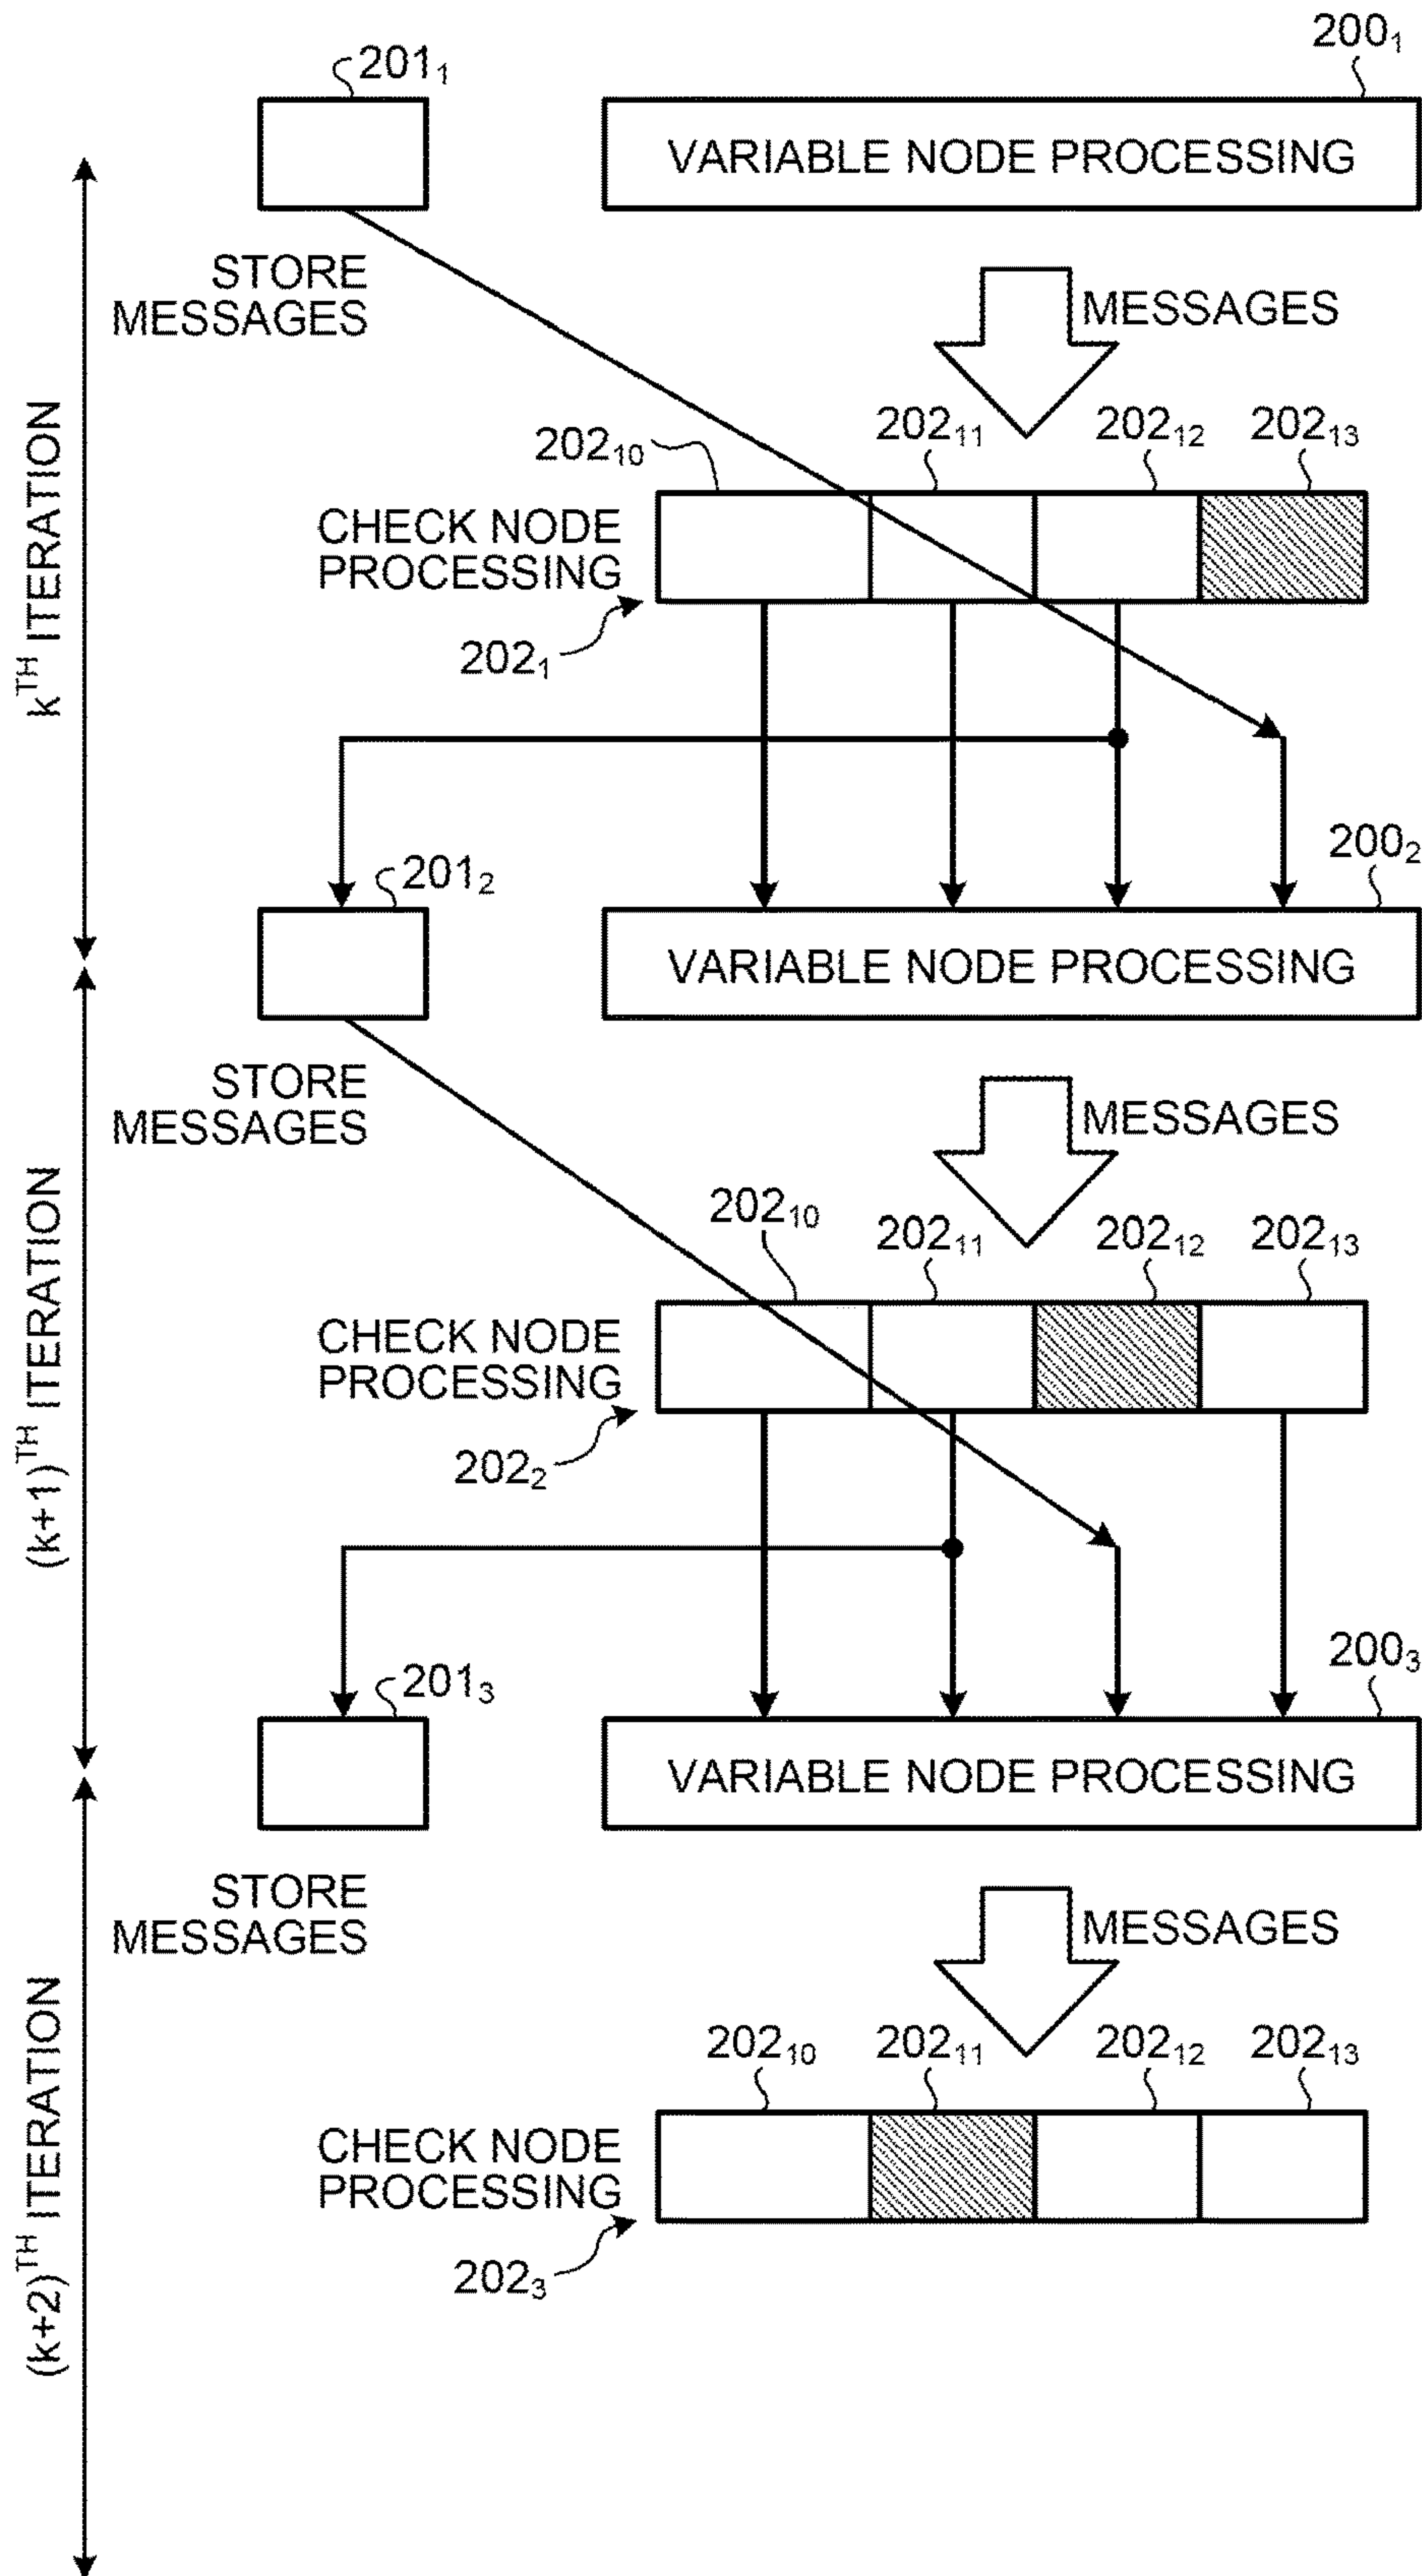 201₁
200₁
VARIABLE NODE PROCESSING
STORE
MESSAGES
MESSAGES
kᵀᴴ ITERATION
202₁₀
202₁₁
202₁₂
202₁₃
CHECK NODE
PROCESSING
202₁
201₂
200₂
VARIABLE NODE PROCESSING
STORE
MESSAGES
MESSAGES
(k+1)ᵀᴴ ITERATION
202₁₀
202₁₁
202₁₂
202₁₃
CHECK NODE
PROCESSING
202₂
201₃
200₃
VARIABLE NODE PROCESSING
STORE
MESSAGES
MESSAGES
(k+2)ᵀᴴ ITERATION
202₁₀
202₁₁
202₁₂
202₁₃
CHECK NODE
PROCESSING
202₃